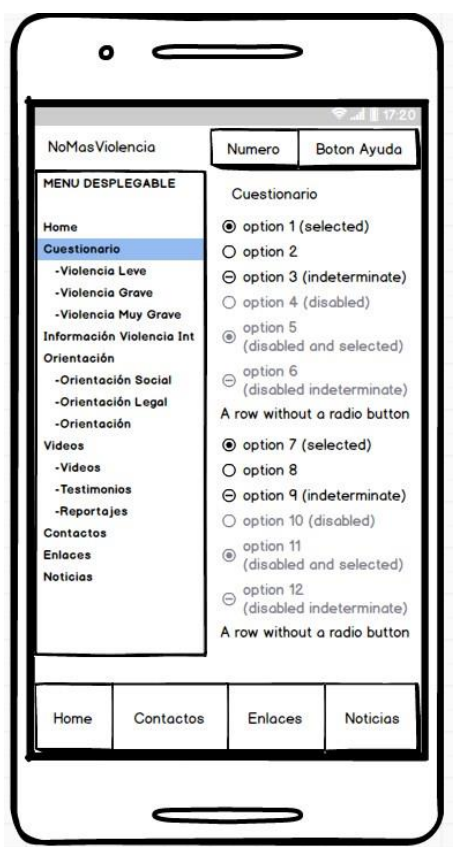 17:20
NoMasViolencia
Numero
Boton Ayuda
MENU DESPLEGABLE
Home
Cuestionario
-Violencia Leve
-Violencia Grave
-Violencia Muy Grave
Información Violencia Int
Orientación
-Orientación Social
-Orientación Legal
-Orientación
Videos
-Videos
-Testimonios
-Reportajes
Contactos
Enlaces
Noticias
Cuestionario
option 1 (selected)
option 2
option 3 (indeterminate)
option 4 (disabled)
option 5
(disabled and selected)
option 6
(disabled indeterminate)
A row without a radio button
option 7 (selected)
option 8
option 9 (indeterminate)
option 10 (disabled)
option 11
(disabled and selected)
option 12
(disabled indeterminate)
A row without a radio button
Home
Contactos
Enlaces
Noticias